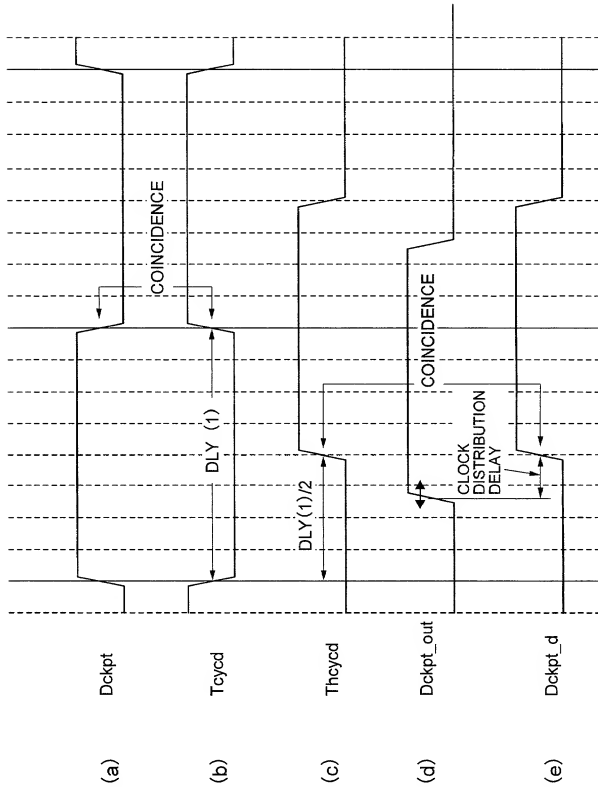 (a) Dckpt
COINCIDENCE
(b) Tcycd
DLY (1)
(c) Thcycd
DLY(1)/2
COINCIDENCE
(d) Dckpt_out
CLOCK
DISTRIBUTION
DELAY
(e) Dckpt_d